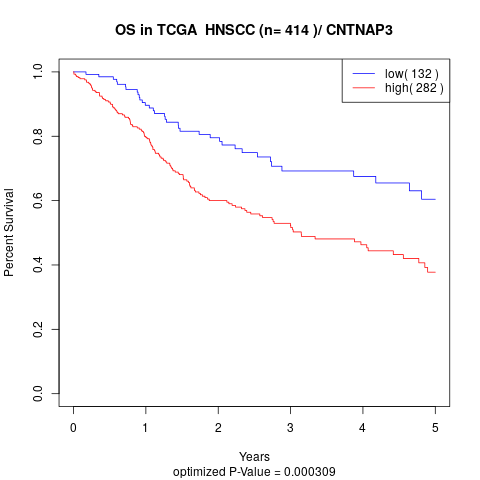 OS in TCGA  HNSCC (n= 414 )/ CNTNAP3
low( 132 )
high( 282 )
Percent Survival
1.0
0.8
0.6
0.4
0.2
0.0
0 1 2 3 4 5
Years
optimized P-Value = 0.000309